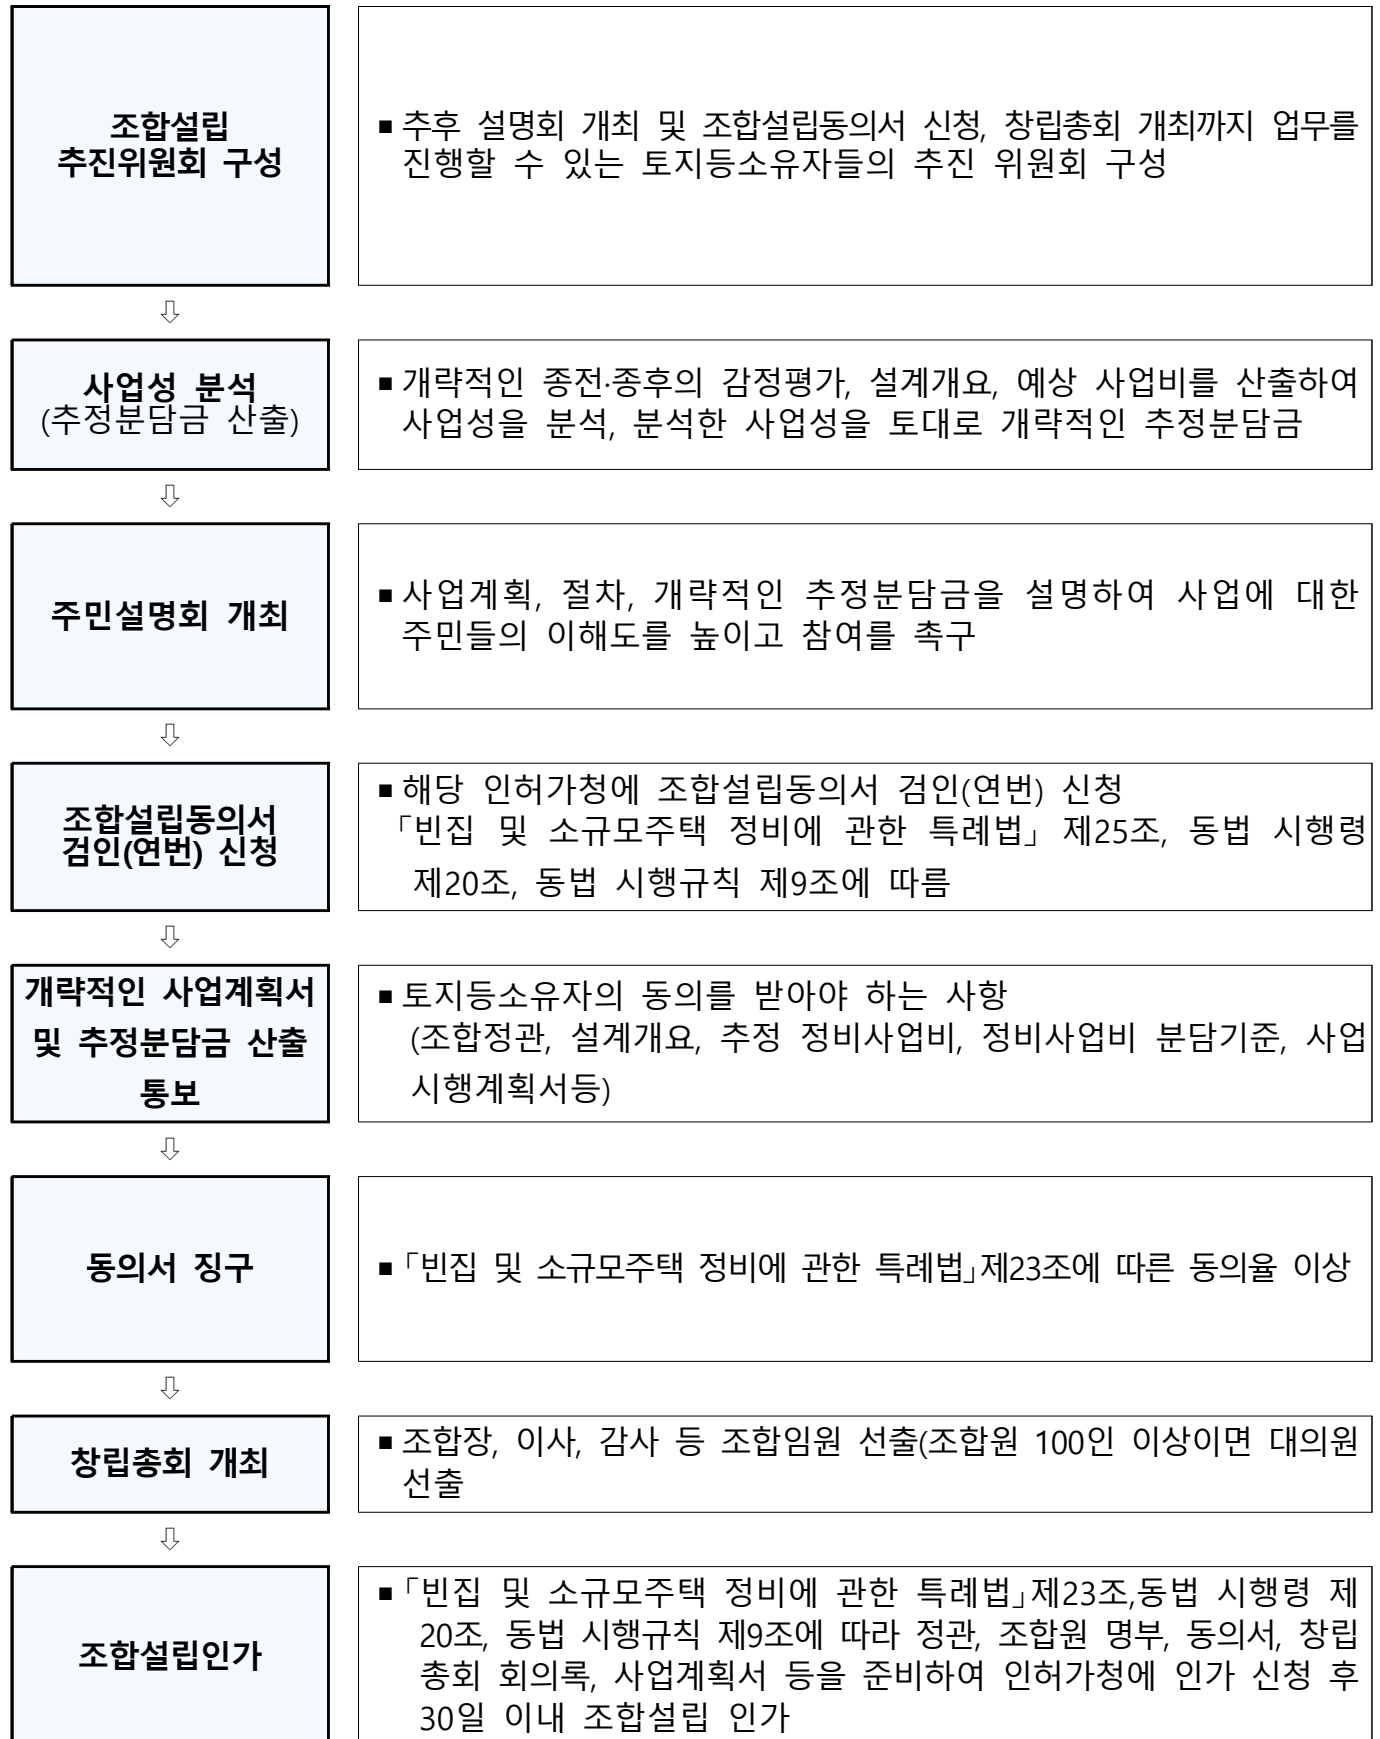 조합설립
추진위원회 구성
■ 추후 설명회 개최 및 조합설립동의서 신청, 창립총회 개최까지 업무를
진행할 수 있는 토지등소유자들의 추진 위원회 구성
⇩
사업성 분석
(추정분담금 산출)
■ 개략적인 종전·종후의 감정평가, 설계개요, 예상 사업비를 산출하여
사업성을 분석, 분석한 사업성을 토대로 개략적인 추정분담금
⇩
주민설명회 개최
■ 사업계획, 절차, 개략적인 추정분담금을 설명하여 사업에 대한
주민들의 이해도를 높이고 참여를 촉구
⇩
조합설립동의서
검인(연번) 신청
■ 해당 인허가청에 조합설립동의서 검인(연번) 신청
「빈집 및 소규모주택 정비에 관한 특례법」 제25조, 동법 시행령
제20조, 동법 시행규칙 제9조에 따름
⇩
개략적인 사업계획서
및 추정분담금 산출
통보
■ 토지등소유자의 동의를 받아야 하는 사항
(조합정관, 설계개요, 추정 정비사업비, 정비사업비 분담기준, 사업
시행계획서등)
⇩
동의서 징구
■ 「빈집 및 소규모주택 정비에 관한 특례법」제23조에 따른 동의율 이상
⇩
창립총회 개최
■ 조합장, 이사, 감사 등 조합임원 선출(조합원 100인 이상이면 대의원
선출
⇩
조합설립인가
■ 「빈집 및 소규모주택 정비에 관한 특례법」제23조,동법 시행령 제
20조, 동법 시행규칙 제9조에 따라 정관, 조합원 명부, 동의서, 창립
총회 회의록, 사업계획서 등을 준비하여 인허가청에 인가 신청 후
30일 이내 조합설립 인가